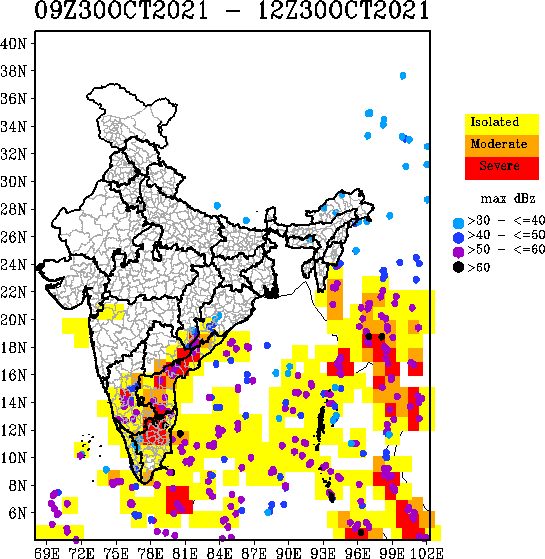 09Z30OCT2021 - 12Z30OCT2021
40N
38N
36N
34N
32N
30N
28N
26N
24N
22N
20N
18N
16N
14N
12N
10N
8N
6N
69E 72E 75E 78E 81E 84E 87E 90E 93E 96E 99E 102E
Isolated
Moderate
Severe
max dBz
>30 - <=40
>40 - <=50
>50 - <=60
>60